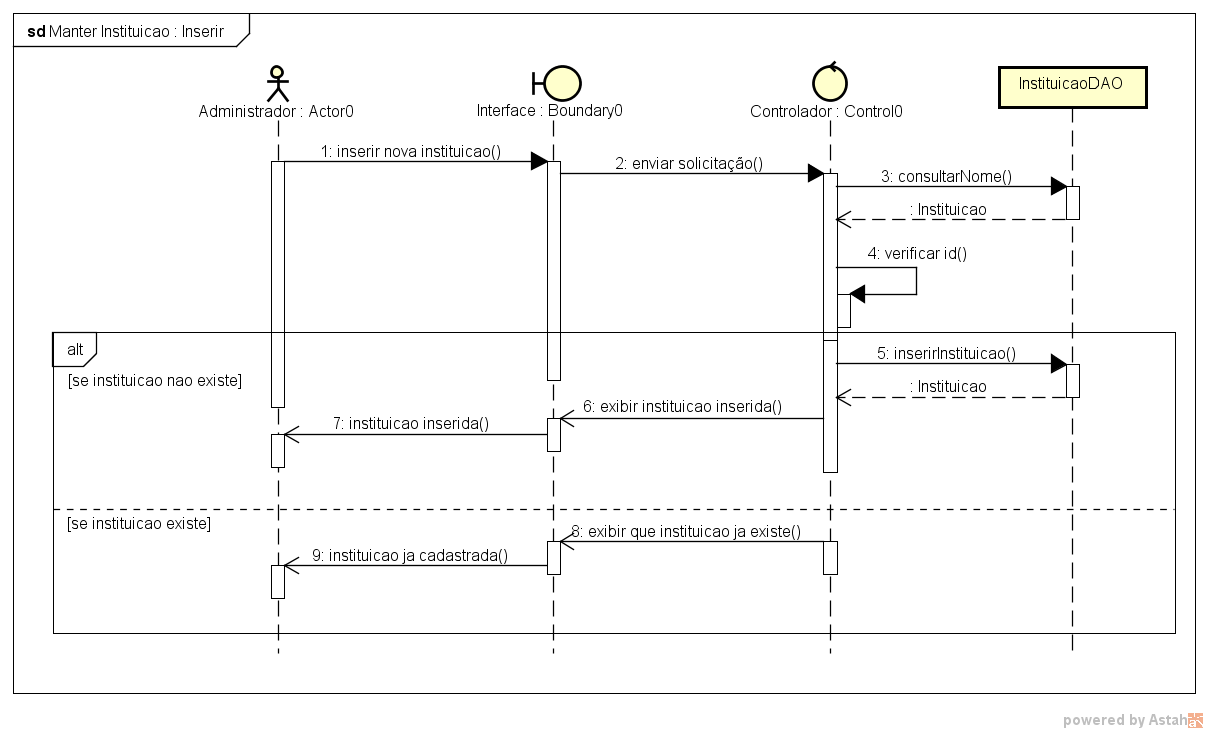 sd Manter Instituicao : Inserir
Administrador : Actor0
Interface : Boundary0
Controlador : Control0
InstituicaoDAO
1: inserir nova instituicao()
2: enviar solicitação()
3: consultarNome()
: Instituicao
4: verificar id()
alt
[se instituicao nao existe]
5: inserirInstituicao()
: Instituicao
6: exibir instituicao inserida()
7: instituicao inserida()
[se instituicao existe]
8: exibir que instituicao ja existe()
9: instituicao ja cadastrada()
powered by Astah